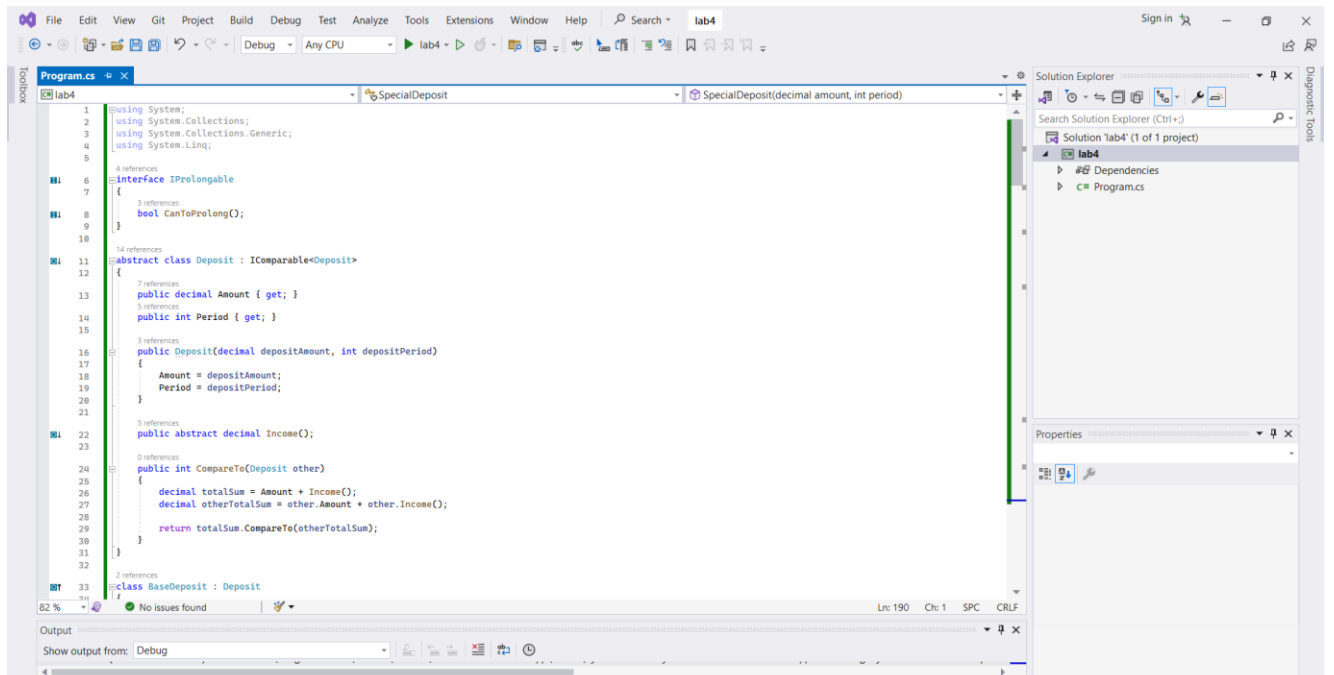 File Edit View Git Project Build Debug Test Analyze Tools Extensions Window Help Search lab4 Sign in
Debug Any CPU lab4
Toolbox
Program.cs
lab4 SpecialDeposit SpecialDeposit(decimal amount, int period)
1 using System;
2 using System.Collections;
3 using System.Collections.Generic;
4 using System.Linq;
5
4 references
6 interface IProlongable
7 {
3 references
8 bool CanToProlong();
9 }
10
14 references
11 abstract class Deposit : IComparable<Deposit>
12 {
7 references
13 public decimal Amount { get; }
5 references
14 public int Period { get; }
15
3 references
16 public Deposit(decimal depositAmount, int depositPeriod)
17 {
18 Amount = depositAmount;
19 Period = depositPeriod;
20 }
21
5 references
22 public abstract decimal Income();
23
0 references
24 public int CompareTo(Deposit other)
25 {
26 decimal totalSum = Amount + Income();
27 decimal otherTotalSum = other.Amount + other.Income();
28
29 return totalSum.CompareTo(otherTotalSum);
30 }
31 }
32
2 references
33 class BaseDeposit : Deposit
82 % No issues found Ln: 190 Ch: 1 SPC CRLF
Output
Show output from: Debug
Solution Explorer
Search Solution Explorer (Ctrl+;)
Solution 'lab4' (1 of 1 project)
lab4
Dependencies
C# Program.cs
Properties
Diagnostic Tools